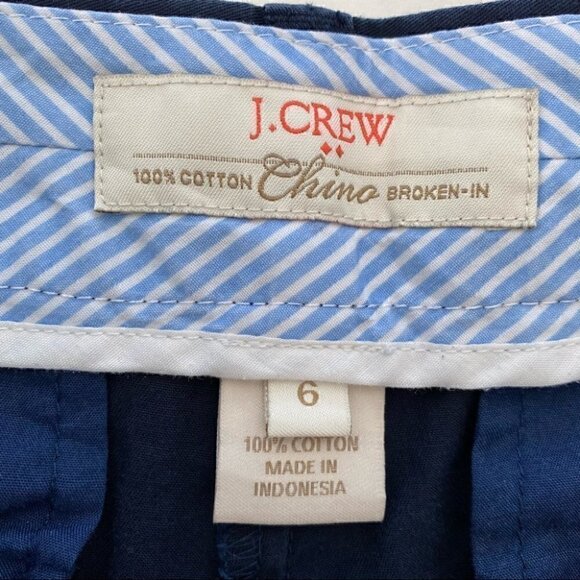 J.CREW
100% COTTON Chino BROKEN-IN
6
100% COTTON
MADE IN
INDONESIA